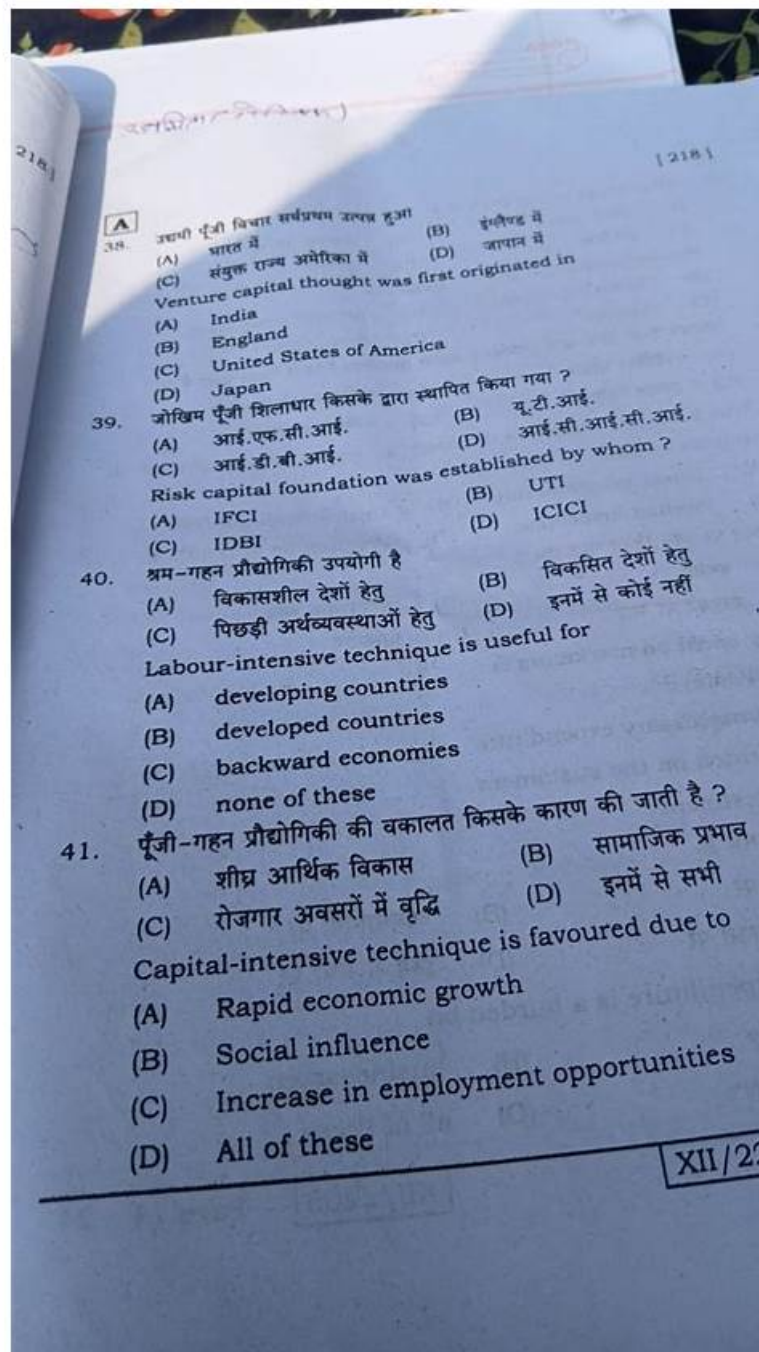 218]
[ 218 ]
A
38. उद्यमी पूँजी विचार सर्वप्रथम उत्पन्न हुआ
(A) भारत में (B) इंग्लैण्ड में
(C) संयुक्त राज्य अमेरिका में (D) जापान में
Venture capital thought was first originated in
(A) India
(B) England
(C) United States of America
(D) Japan
39. जोखिम पूँजी शिलाधार किसके द्वारा स्थापित किया गया ?
(A) आई.एफ.सी.आई. (B) यू.टी.आई.
(C) आई.डी.बी.आई. (D) आई.सी.आई.सी.आई.
Risk capital foundation was established by whom ?
(A) IFCI (B) UTI
(C) IDBI (D) ICICI
40. श्रम-गहन प्रौद्योगिकी उपयोगी है
(A) विकासशील देशों हेतु (B) विकसित देशों हेतु
(C) पिछड़ी अर्थव्यवस्थाओं हेतु (D) इनमें से कोई नहीं
Labour-intensive technique is useful for
(A) developing countries
(B) developed countries
(C) backward economies
(D) none of these
41. पूँजी-गहन प्रौद्योगिकी की वकालत किसके कारण की जाती है ?
(A) शीघ्र आर्थिक विकास (B) सामाजिक प्रभाव
(C) रोजगार अवसरों में वृद्धि (D) इनमें से सभी
Capital-intensive technique is favoured due to
(A) Rapid economic growth
(B) Social influence
(C) Increase in employment opportunities
(D) All of these
XII/22